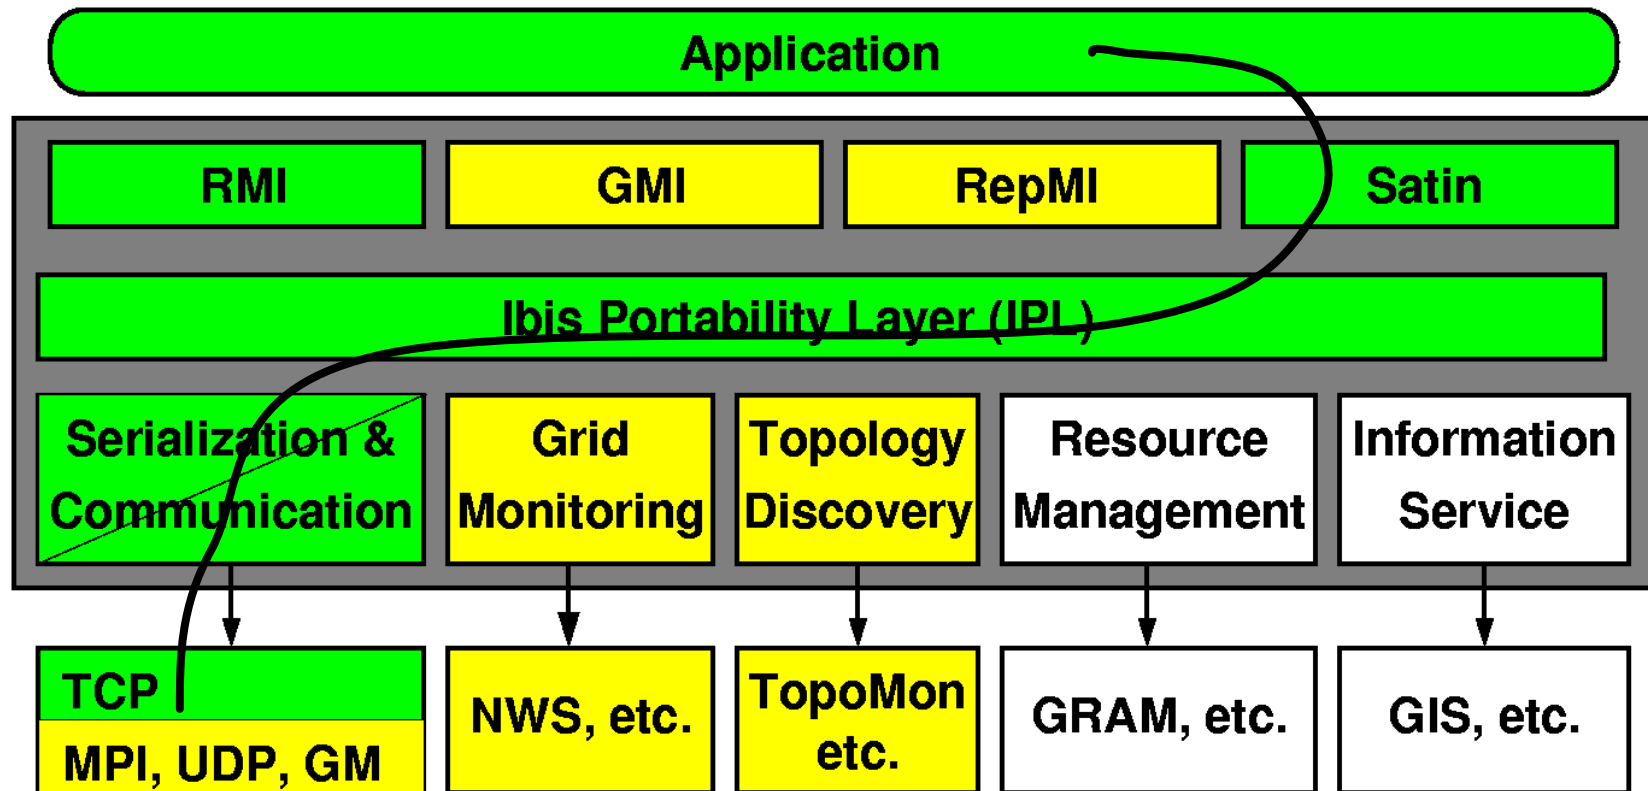 Application
RMI
GMI
RepMI
Satin
Ibis Portability Layer (IPL)
Serialization &
Communication
Grid
Monitoring
Topology
Discovery
Resource
Management
Information
Service
TCP
MPI, UDP, GM
NWS, etc.
TopoMon
etc.
GRAM, etc.
GIS, etc.